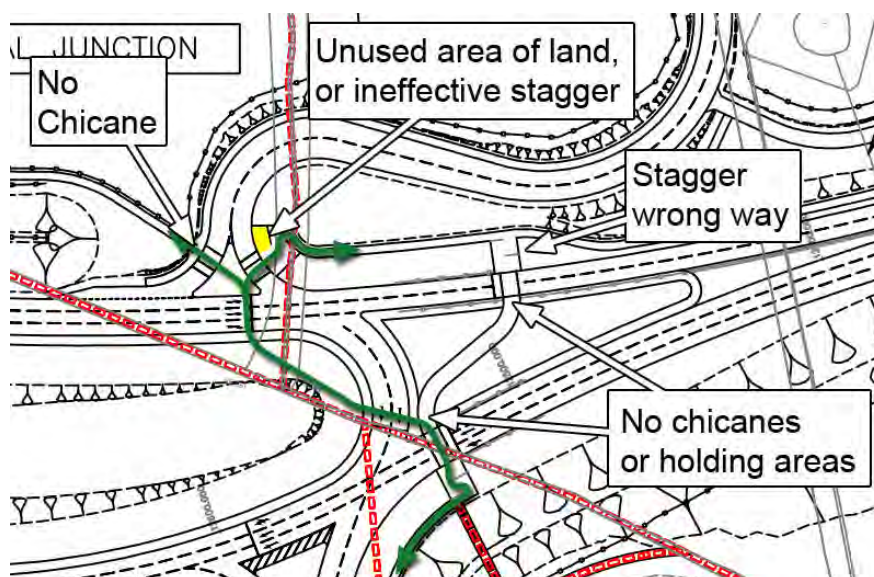 AL JUNCTION
No
Chicane
Unused area of land,
or ineffective stagger
Stagger
wrong way
No chicanes
or holding areas